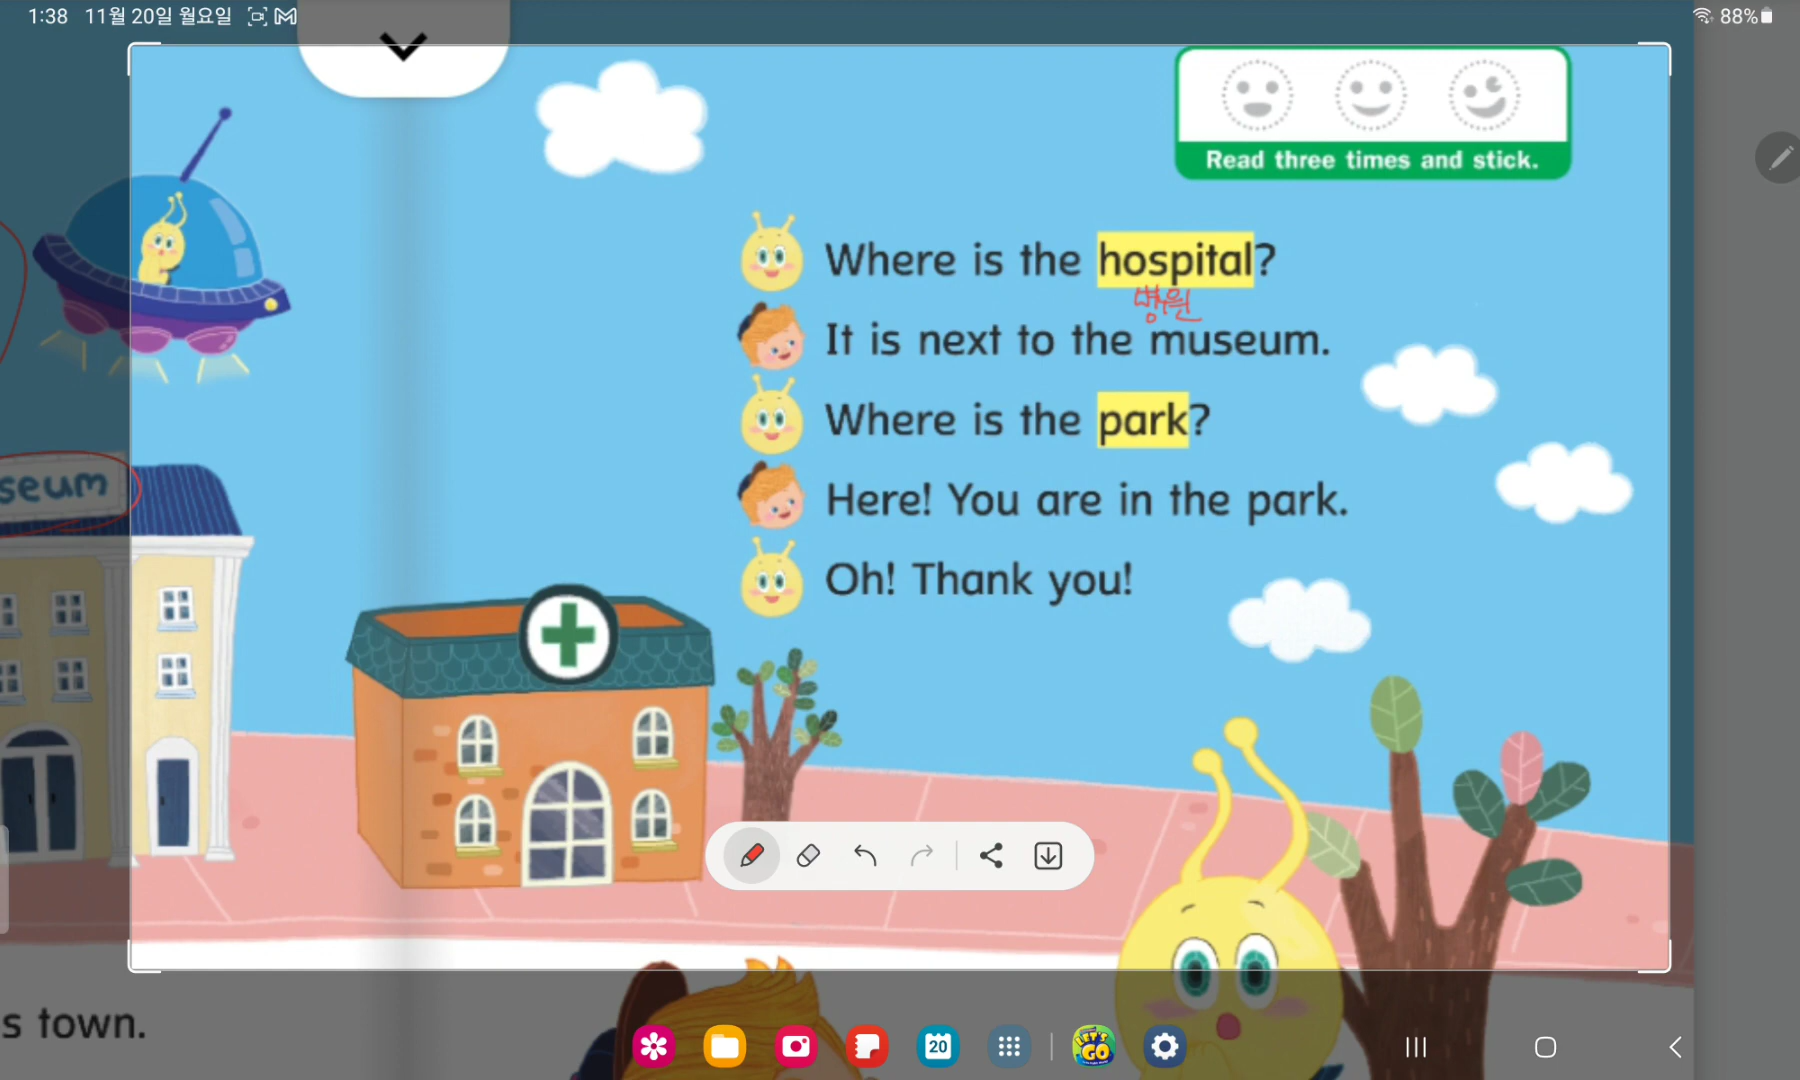 1:38 11월 20일 월요일
88%
Read three times and stick.
Where is the hospital?
병원
It is next to the museum.
Where is the park?
Here! You are in the park.
Oh! Thank you!
seum
s town.
20
LET'S GO